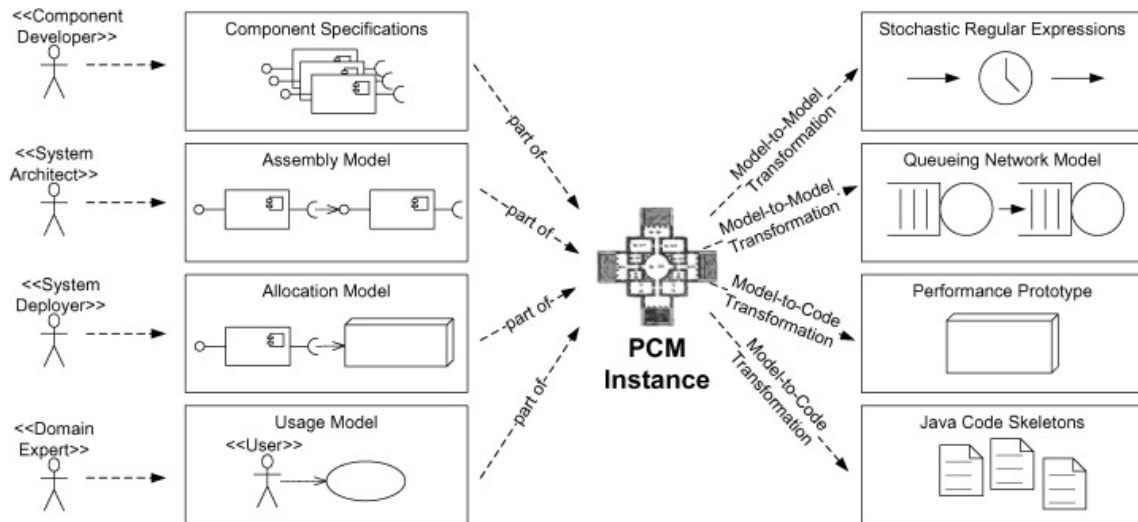 <<Component
Developer>>
Component Specifications
<<System
Architect>>
Assembly Model
<<System
Deployer>>
Allocation Model
<<Domain
Expert>>
Usage Model
<<User>>
part of
part of
part of
part of
PCM
Instance
Model-to-Model
Transformation
Model-to-Model
Transformation
Model-to-Code
Transformation
Model-to-Code
Transformation
Stochastic Regular Expressions
Queueing Network Model
Performance Prototype
Java Code Skeletons